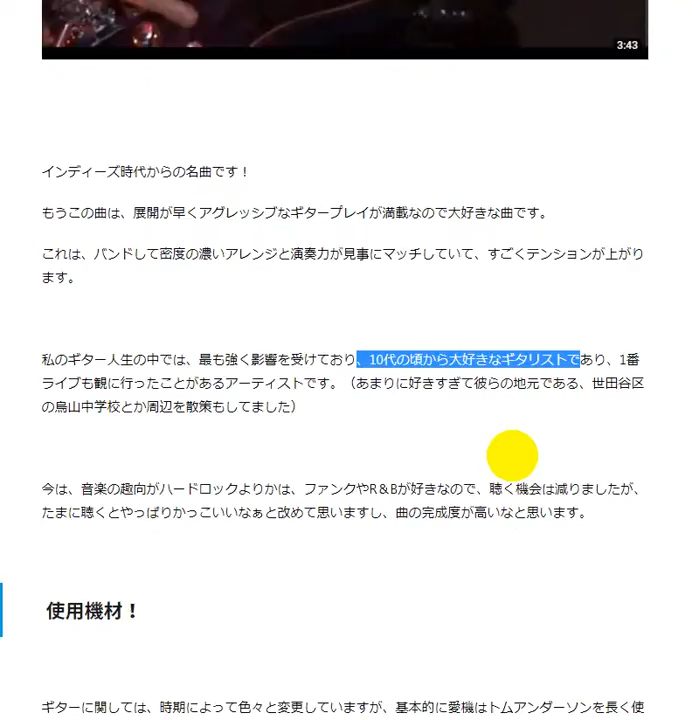 3:43
インディーズ時代からの名曲です！
もうこの曲は、展開が早くアグレッシブなギタープレイが満載なので大好きな曲です。
これは、バンドして密度の濃いアレンジと演奏力が見事にマッチしていて、すごくテンションが上がり
ます。
私のギター人生の中では、最も強く影響を受けており、10代の頃から大好きなギタリストであり、1番
ライブも観に行ったことがあるアーティストです。（あまりに好きすぎて彼らの地元である、世田谷区
の烏山中学校とか周辺を散策もしてました）
今は、音楽の趣向がハードロックよりかは、ファンクやR＆Bが好きなので、聴く機会は減りましたが、
たまに聴くとやっぱりかっこいいなぁと改めて思いますし、曲の完成度が高いなと思います。
使用機材！
ギターに関しては、時期によって色々と変更していますが、基本的に愛機はトムアンダーソンを長く使